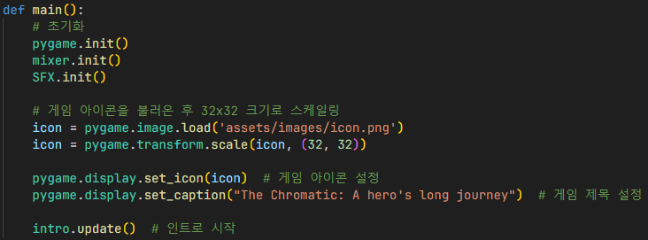 def main():
    # 초기화
    pygame.init()
    mixer.init()
    SFX.init()

    # 게임 아이콘을 불러온 후 32x32 크기로 스케일링
    icon = pygame.image.load('assets/images/icon.png')
    icon = pygame.transform.scale(icon, (32, 32))

    pygame.display.set_icon(icon)  # 게임 아이콘 설정
    pygame.display.set_caption("The Chromatic: A hero's long journey")  # 게임 제목 설정

    intro.update()  # 인트로 시작